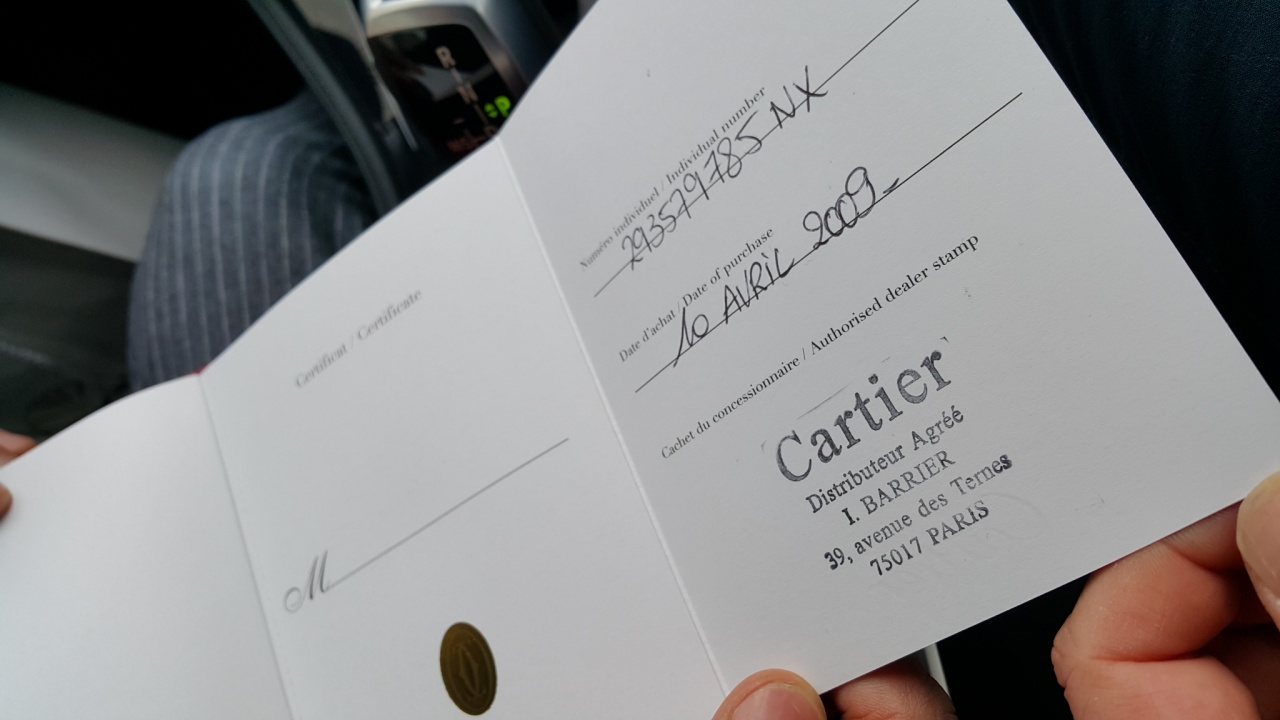 R
N
Certificat / Certificate
M
Numéro individuel / Individual number
293579785 NX
Date d'achat / Date of purchase
10 AVRIL 2009
Cachet du concessionnaire / Authorised dealer stamp
Cartier
Distributeur Agréé
I. BARRIER
39, avenue des Ternes
75017 PARIS